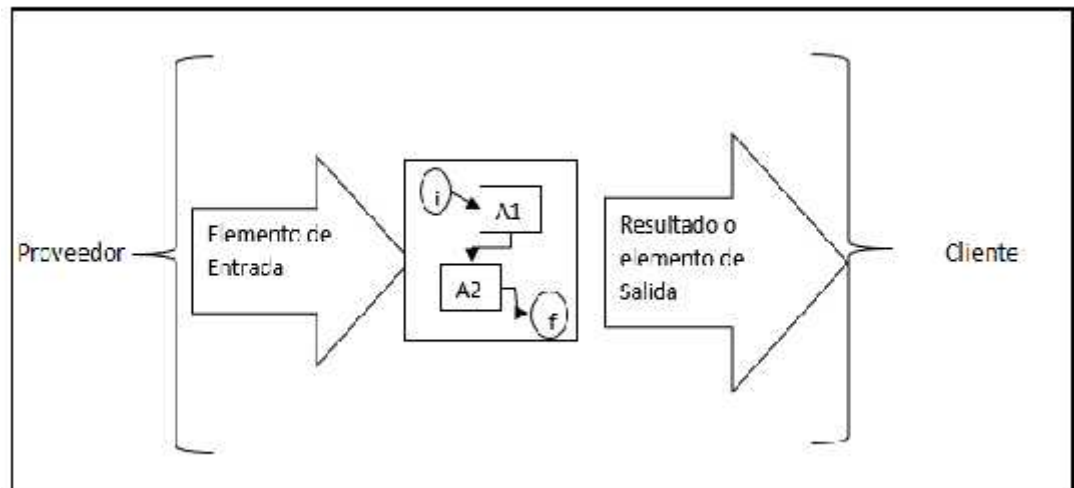 Proveedor
Elemento de
Entrada
i
A1
A2
f
Resultado o
elemento de
Salida
Cliente